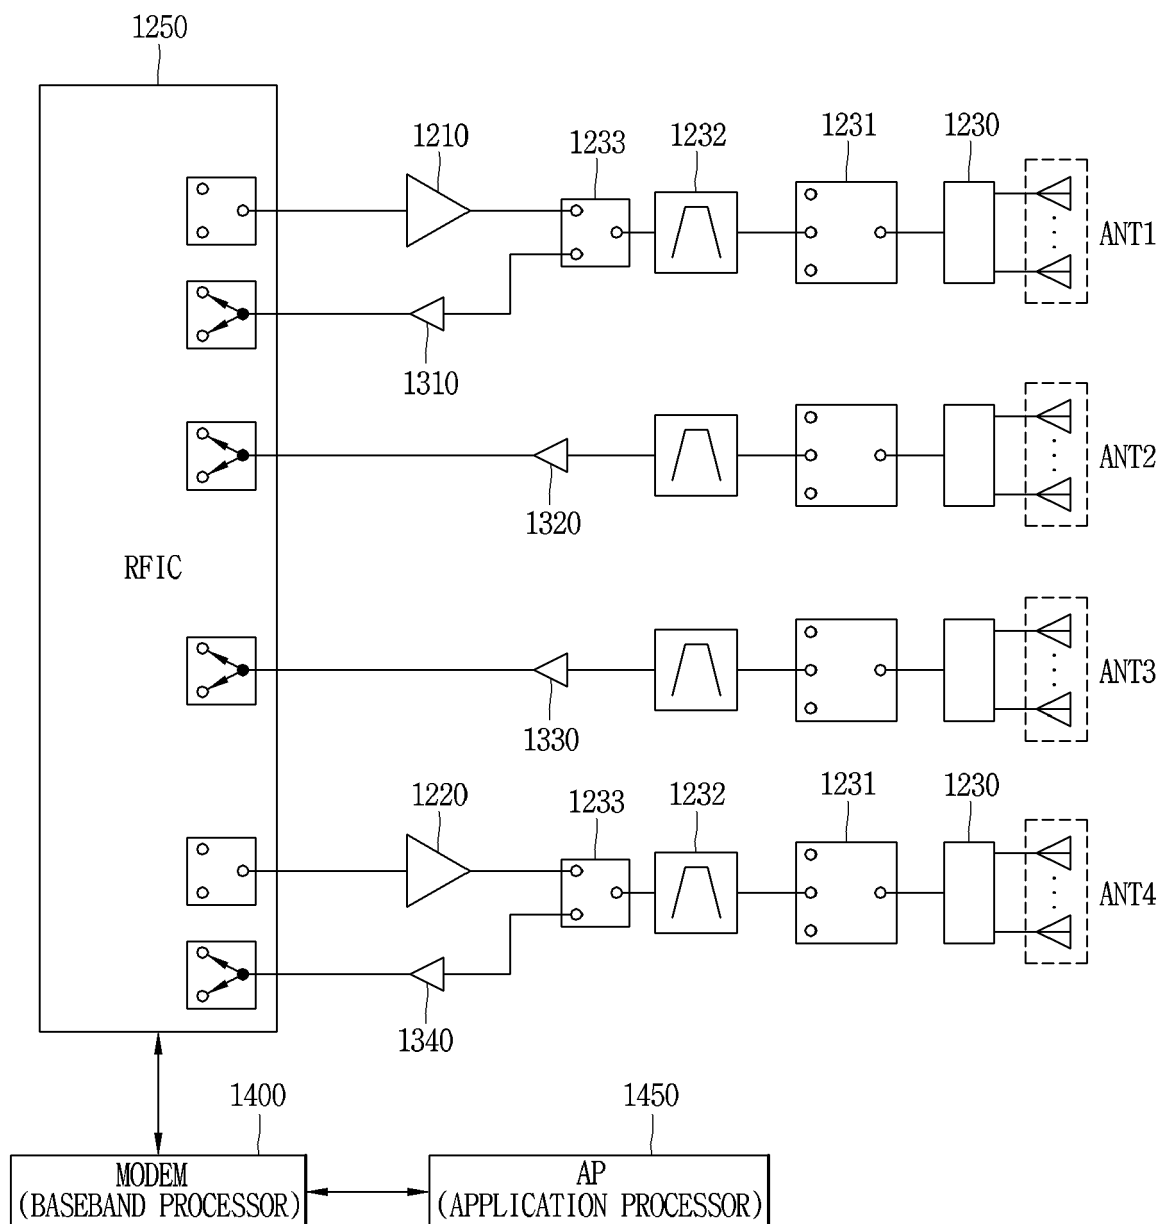 1250
1210
1233
1232
1231
1230
ANT1
1310
ANT2
1320
RFIC
ANT3
1330
1220
1233
1232
1231
1230
ANT4
1340
1400
1450
MODEM
(BASEBAND PROCESSOR)
AP
(APPLICATION PROCESSOR)